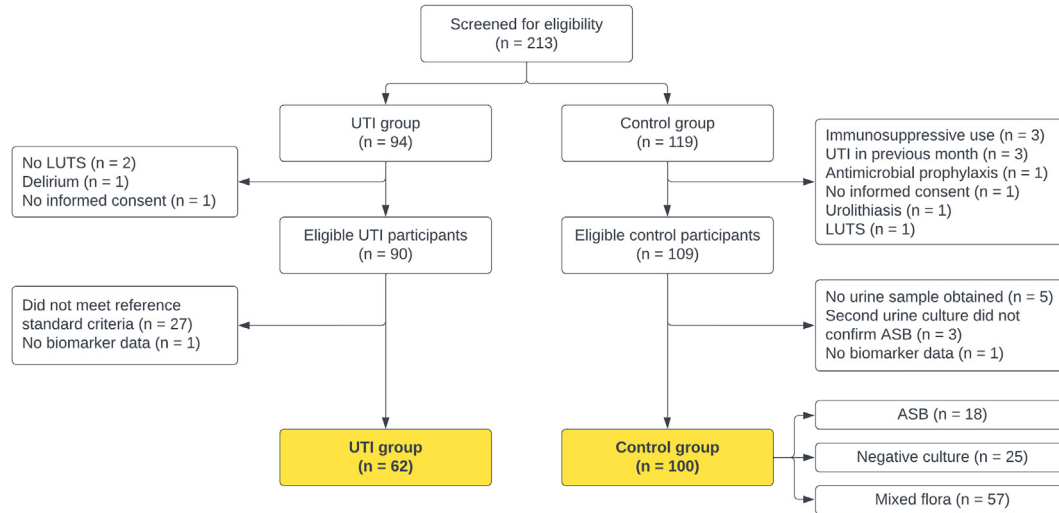 Screened for eligibility
(n = 213)
UTI group
(n = 94)
Control group
(n = 119)
No LUTS (n = 2)
Delirium (n = 1)
No informed consent (n = 1)
Immunosuppressive use (n = 3)
UTI in previous month (n = 3)
Antimicrobial prophylaxis (n = 1)
No informed consent (n = 1)
Urolithiasis (n = 1)
LUTS (n = 1)
Eligible UTI participants
(n = 90)
Eligible control participants
(n = 109)
Did not meet reference
standard criteria (n = 27)
No biomarker data (n = 1)
No urine sample obtained (n = 5)
Second urine culture did not
confirm ASB (n = 3)
No biomarker data (n = 1)
UTI group
(n = 62)
Control group
(n = 100)
ASB (n = 18)
Negative culture (n = 25)
Mixed flora (n = 57)